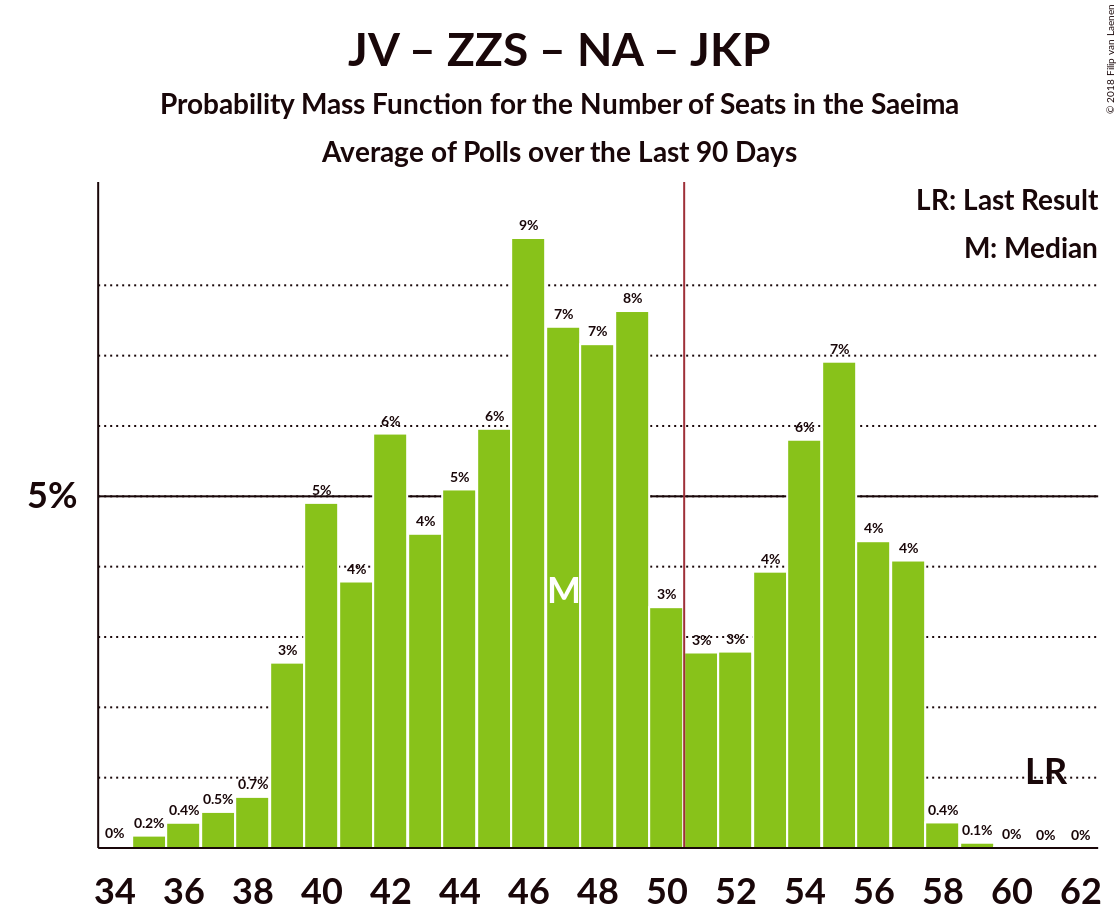 JV – ZZS – NA – JKP
Probability Mass Function for the Number of Seats in the Saeima
Average of Polls over the Last 90 Days
© 2018 Filip van Laenen
LR: Last Result
M: Median
5%
0% 0.2% 0.4% 0.5% 0.7% 3% 5% 4% 6% 4% 5% 6% 9% 7% 7% 8% 3% 3% 3% 4% 6% 7% 4% 4% 0.4% 0.1% 0% 0% 0%
M
LR
34 36 38 40 42 44 46 48 50 52 54 56 58 60 62